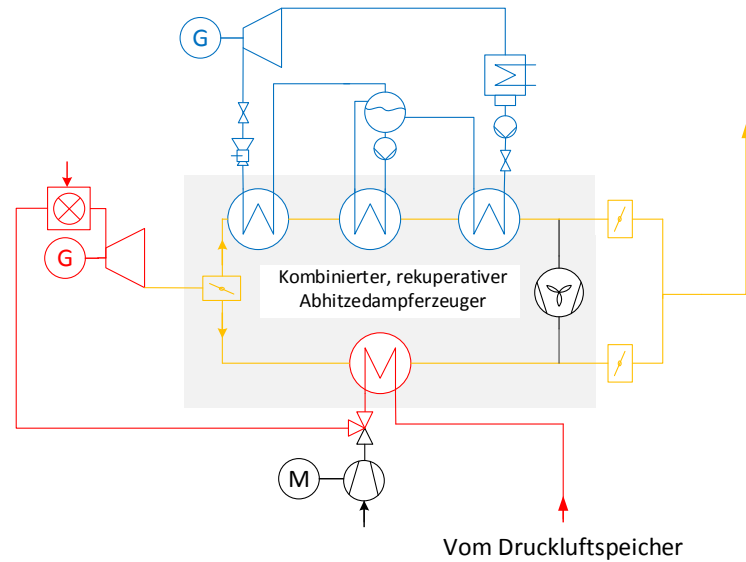 G
G
Kombinierter, rekuperativer
Abhitzedampferzeuger
M
Vom Druckluftspeicher